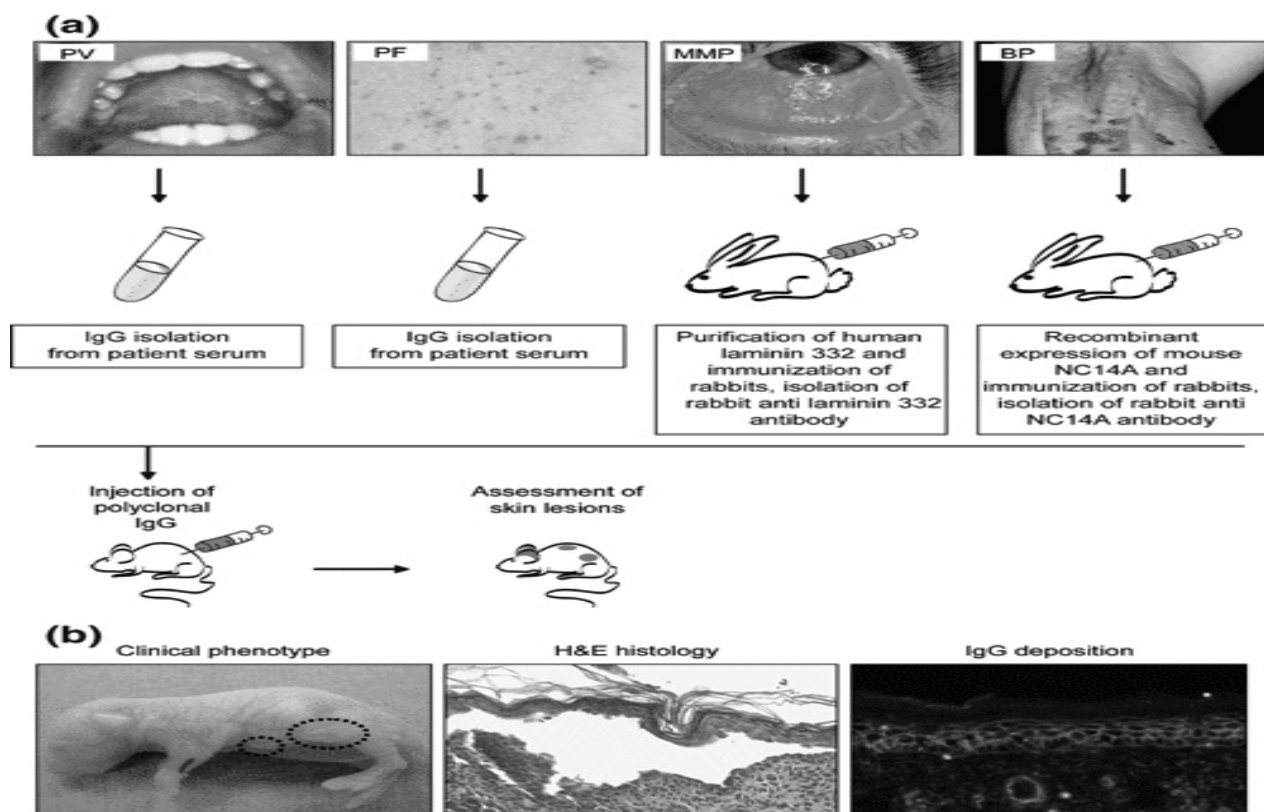 (a)
PV
PF
MMP
BP
IgG isolation
from patient serum
IgG isolation
from patient serum
Purification of human
laminin 332 and
immunization of
rabbits, isolation of
rabbit anti laminin 332
antibody
Recombinant
expression of mouse
NC14A and
immunization of rabbits,
isolation of rabbit anti
NC14A antibody
Injection of
polyclonal
IgG
Assessment of
skin lesions
(b)
Clinical phenotype
H&E histology
IgG deposition